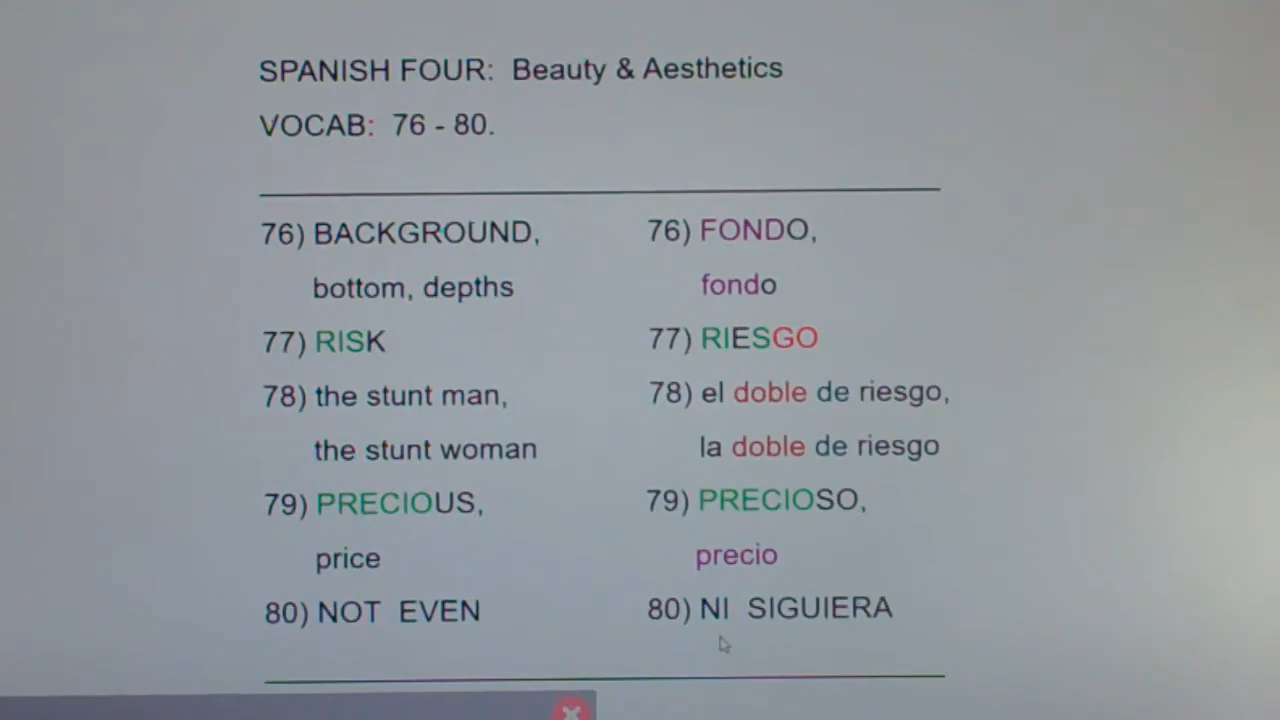 SPANISH FOUR: Beauty & Aesthetics
VOCAB: 76 - 80.
76) BACKGROUND, 76) FONDO,
bottom, depths fondo
77) RISK 77) RIESGO
78) the stunt man, 78) el doble de riesgo,
the stunt woman la doble de riesgo
79) PRECIOUS, 79) PRECIOSO,
price precio
80) NOT EVEN 80) NI SIGUIERA